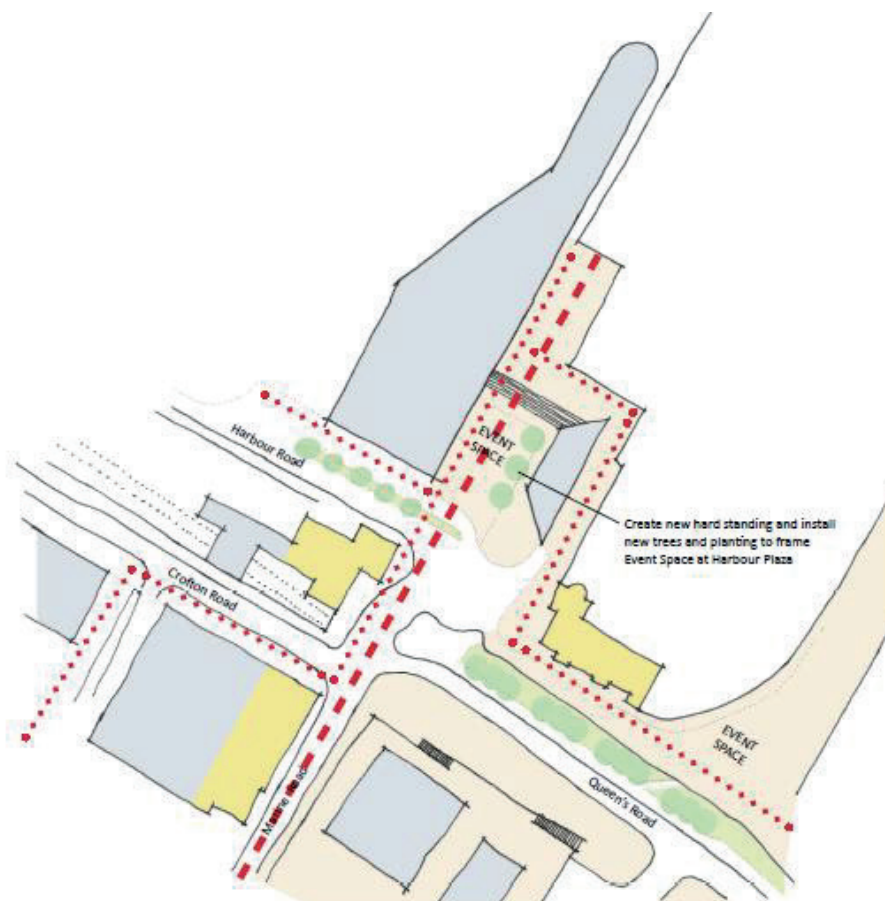 Harbour Road
EVENT
SPACE
Create new hard standing and install
new trees and planting to frame
Event Space at Harbour Plaza
Crofton Road
EVENT
SPACE
Queen's Road
Marine Road